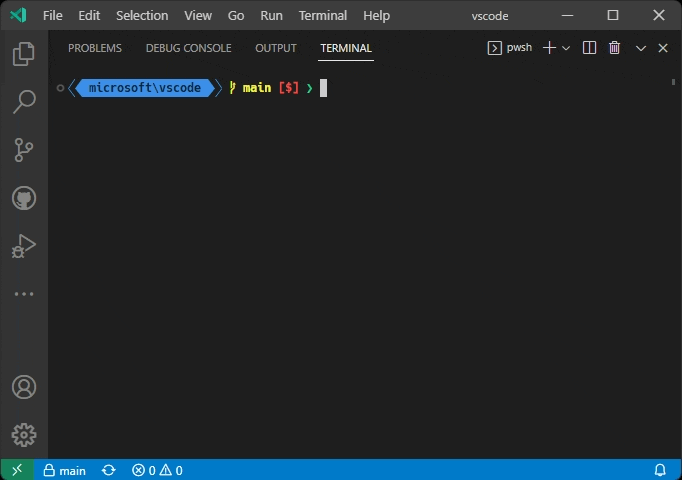 File Edit Selection View Go Run Terminal Help vscode
PROBLEMS DEBUG CONSOLE OUTPUT TERMINAL pwsh
microsoft\vscode main [$] ❯
main 0 0